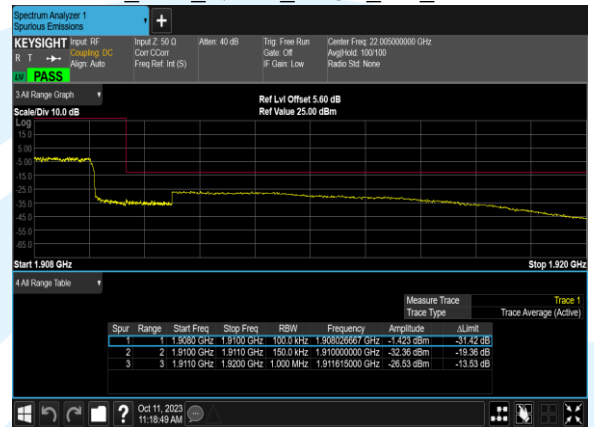 Spectrum Analyzer 1
Spurious Emissions
+
KEYSIGHT Input: RF Input Z: 50 Ω Atten: 40 dB Trig: Free Run Center Freq: 22.005000000 GHz
R T Coupling: DC Corr CCorr Gate: Off Avg|Hold: 100/100
Align: Auto Freq Ref: Int (S) IF Gain: Low Radio Std: None
LV PASS
3 All Range Graph
Ref Lvl Offset 5.60 dB
Scale/Div 10.0 dB Ref Value 25.00 dBm
Log
15.0
5.00
-5.00
-15.0
-25.0
-35.0
-45.0
-55.0
-65.0
Start 1.908 GHz Stop 1.920 GHz
4 All Range Table
Measure Trace Trace 1
Trace Type Trace Average (Active)
Spur Range Start Freq Stop Freq RBW Frequency Amplitude ΔLimit
1 1 1.9080 GHz 1.9100 GHz 100.0 kHz 1.908026667 GHz -1.423 dBm -31.42 dB
2 2 1.9100 GHz 1.9110 GHz 150.0 kHz 1.910000000 GHz -32.36 dBm -19.36 dB
3 3 1.9110 GHz 1.9200 GHz 1.000 MHz 1.911615000 GHz -26.53 dBm -13.53 dB
? Oct 11, 2023
11:18:49 AM